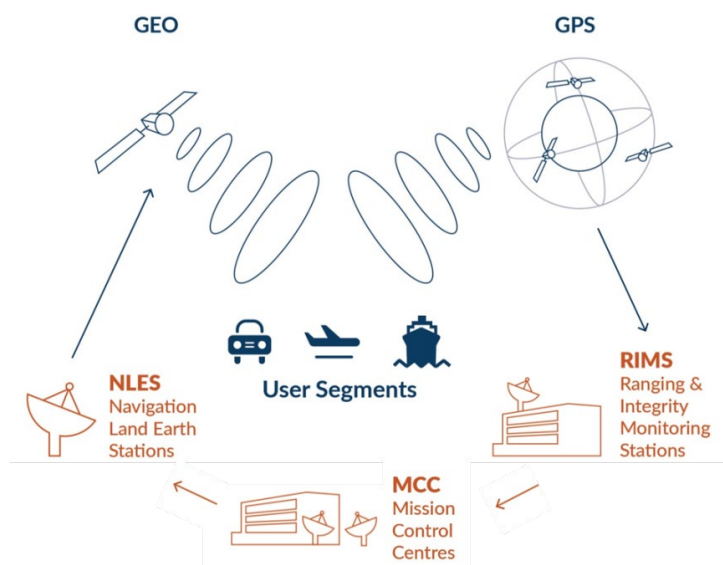 GEO
GPS
User Segments
NLES
Navigation
Land Earth
Stations
RIMS
Ranging &
Integrity
Monitoring
Stations
MCC
Mission
Control
Centres